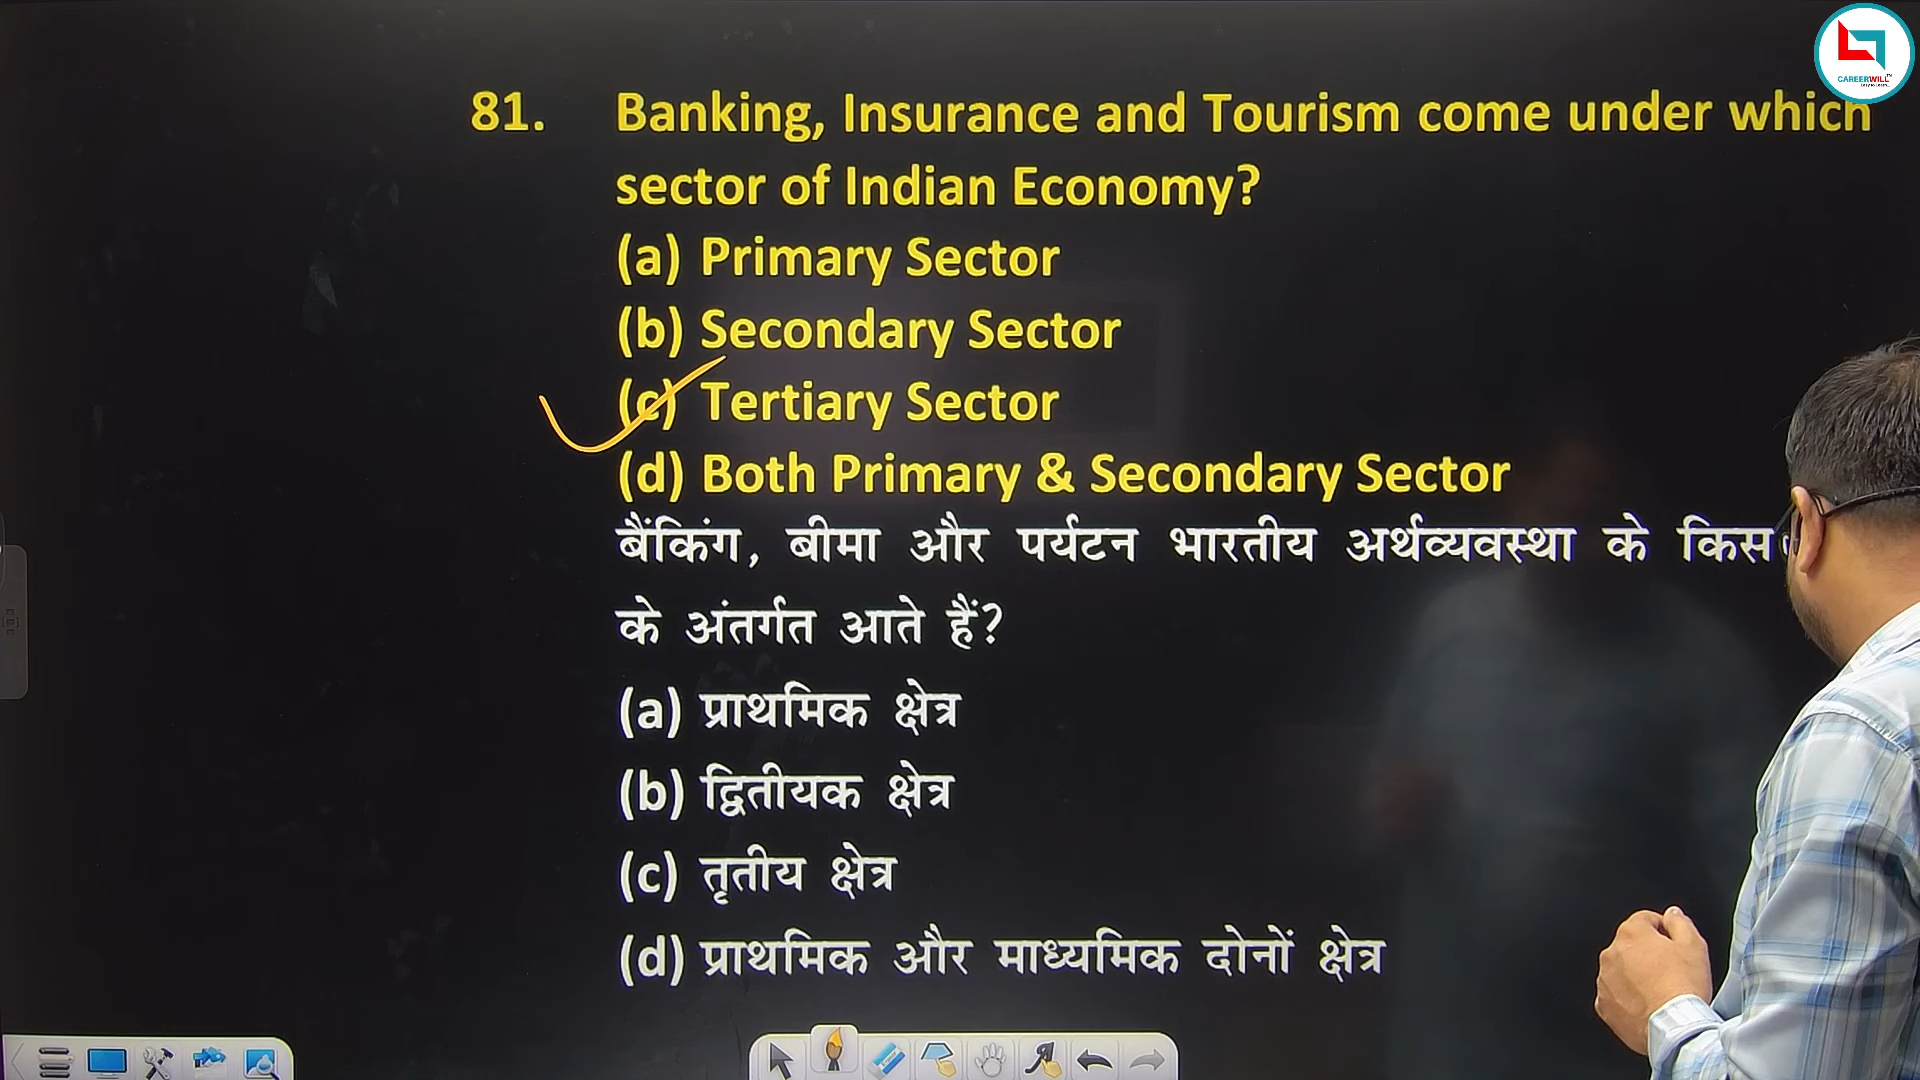 CAREERWILL
81. Banking, Insurance and Tourism come under which
sector of Indian Economy?
(a) Primary Sector
(b) Secondary Sector
(c) Tertiary Sector
(d) Both Primary & Secondary Sector
बैंकिंग, बीमा और पर्यटन भारतीय अर्थव्यवस्था के किस
के अंतर्गत आते हैं?
(a) प्राथमिक क्षेत्र
(b) द्वितीयक क्षेत्र
(c) तृतीय क्षेत्र
(d) प्राथमिक और माध्यमिक दोनों क्षेत्र